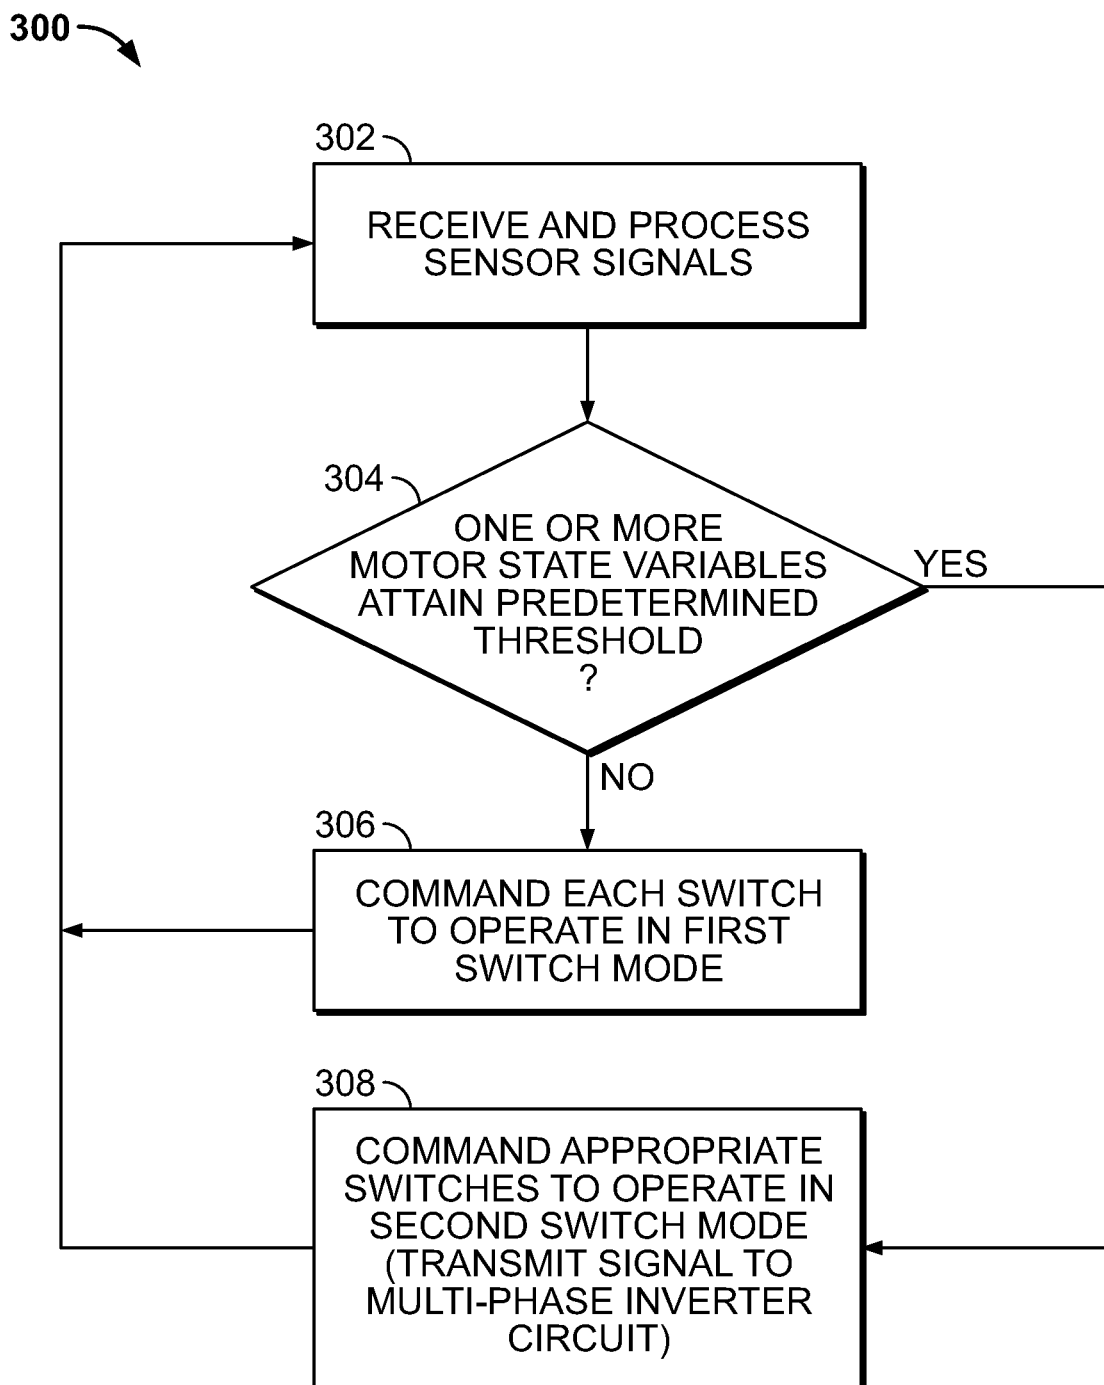 300
302
RECEIVE AND PROCESS
SENSOR SIGNALS
304
ONE OR MORE
MOTOR STATE VARIABLES
ATTAIN PREDETERMINED
THRESHOLD
?
YES
NO
306
COMMAND EACH SWITCH
TO OPERATE IN FIRST
SWITCH MODE
308
COMMAND APPROPRIATE
SWITCHES TO OPERATE IN
SECOND SWITCH MODE
(TRANSMIT SIGNAL TO
MULTI-PHASE INVERTER
CIRCUIT)